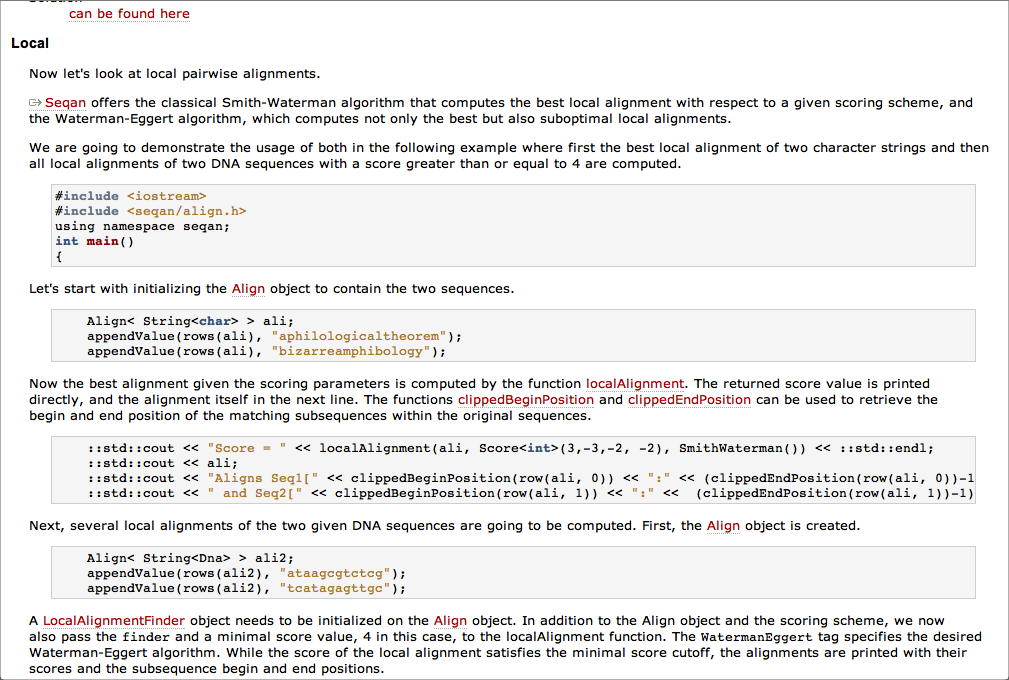 can be found here
Local
Now let's look at local pairwise alignments.
Seqan offers the classical Smith-Waterman algorithm that computes the best local alignment with respect to a given scoring scheme, and
the Waterman-Eggert algorithm, which computes not only the best but also suboptimal local alignments.
We are going to demonstrate the usage of both in the following example where first the best local alignment of two character strings and then
all local alignments of two DNA sequences with a score greater than or equal to 4 are computed.
#include <iostream>
#include <seqan/align.h>
using namespace seqan;
int main()
{
Let's start with initializing the Align object to contain the two sequences.
Align< String<char> > ali;
appendValue(rows(ali), "aphilologicaltheorem");
appendValue(rows(ali), "bizarreamphibology");
Now the best alignment given the scoring parameters is computed by the function localAlignment. The returned score value is printed
directly, and the alignment itself in the next line. The functions clippedBeginPosition and clippedEndPosition can be used to retrieve the
begin and end position of the matching subsequences within the original sequences.
::std::cout << "Score = " << localAlignment(ali, Score<int>(3,-3,-2, -2), SmithWaterman()) << ::std::endl;
::std::cout << ali;
::std::cout << "Aligns Seq1[" << clippedBeginPosition(row(ali, 0)) << ":" << (clippedEndPosition(row(ali, 0))-1
::std::cout << " and Seq2[" << clippedBeginPosition(row(ali, 1)) << ":" <<  (clippedEndPosition(row(ali, 1))-1)
Next, several local alignments of the two given DNA sequences are going to be computed. First, the Align object is created.
Align< String<Dna> > ali2;
appendValue(rows(ali2), "ataagcgtctcg");
appendValue(rows(ali2), "tcatagagttgc");
A LocalAlignmentFinder object needs to be initialized on the Align object. In addition to the Align object and the scoring scheme, we now
also pass the finder and a minimal score value, 4 in this case, to the localAlignment function. The WatermanEggert tag specifies the desired
Waterman-Eggert algorithm. While the score of the local alignment satisfies the minimal score cutoff, the alignments are printed with their
scores and the subsequence begin and end positions.